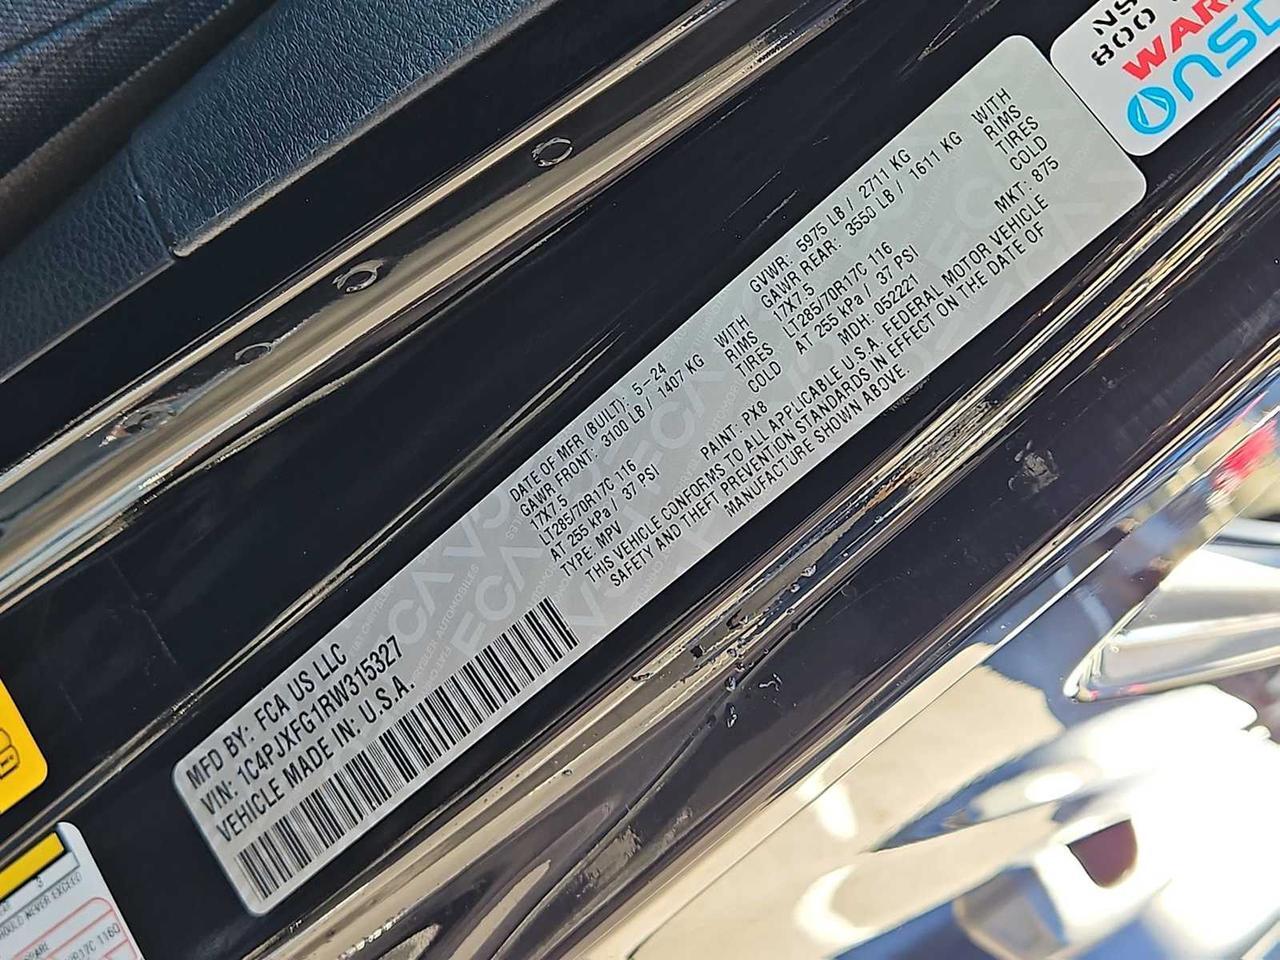 MFD BY: FCA US LLC
VIN: 1C4PJXFG1RW315327
VEHICLE MADE IN: U.S.A.
DATE OF MFR (BUILT): 5-24
GAWR FRONT: 3100 LB / 1407 KG WITH
17X7.5 RIMS
LT285/70R17C 116 TIRES
AT 255 kPa / 37 PSI COLD
TYPE: MPV PAINT: PX8
GVWR: 5975 LB / 2711 KG
GAWR REAR: 3550 LB / 1611 KG WITH
17X7.5 RIMS
LT285/70R17C 116 TIRES
AT 255 kPa / 37 PSI COLD
MDH: 052221 MKT: 875
THIS VEHICLE CONFORMS TO ALL APPLICABLE U.S.A. FEDERAL MOTOR VEHICLE
SAFETY AND THEFT PREVENTION STANDARDS IN EFFECT ON THE DATE OF
MANUFACTURE SHOWN ABOVE.
800
3
NEVER EXCEED